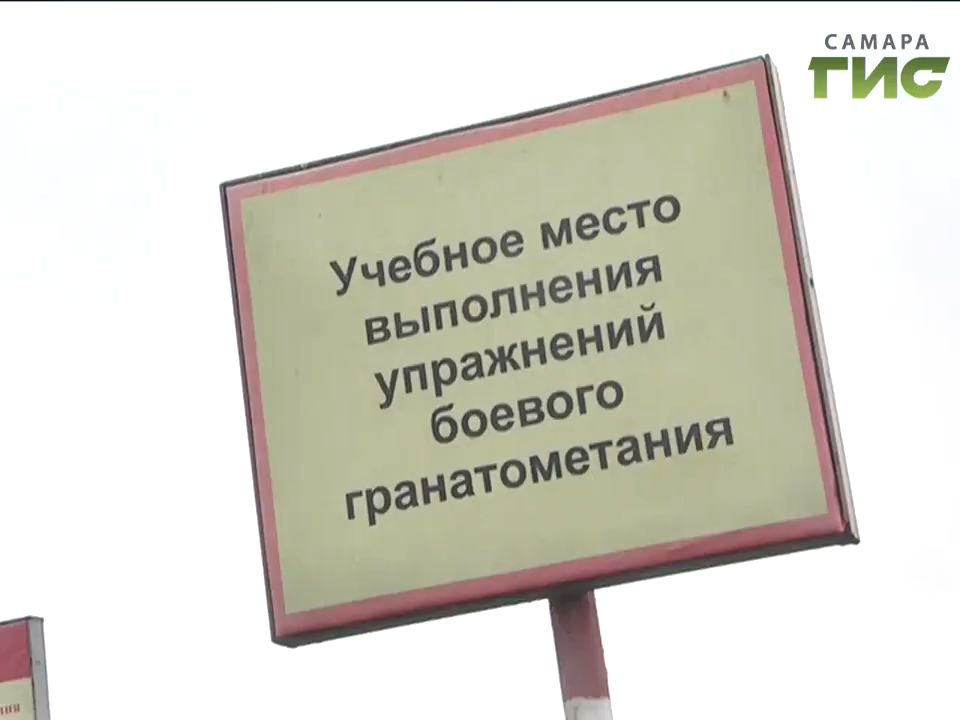 САМАРА
ГИС
Учебное место
выполнения
упражнений
боевого
гранатометания